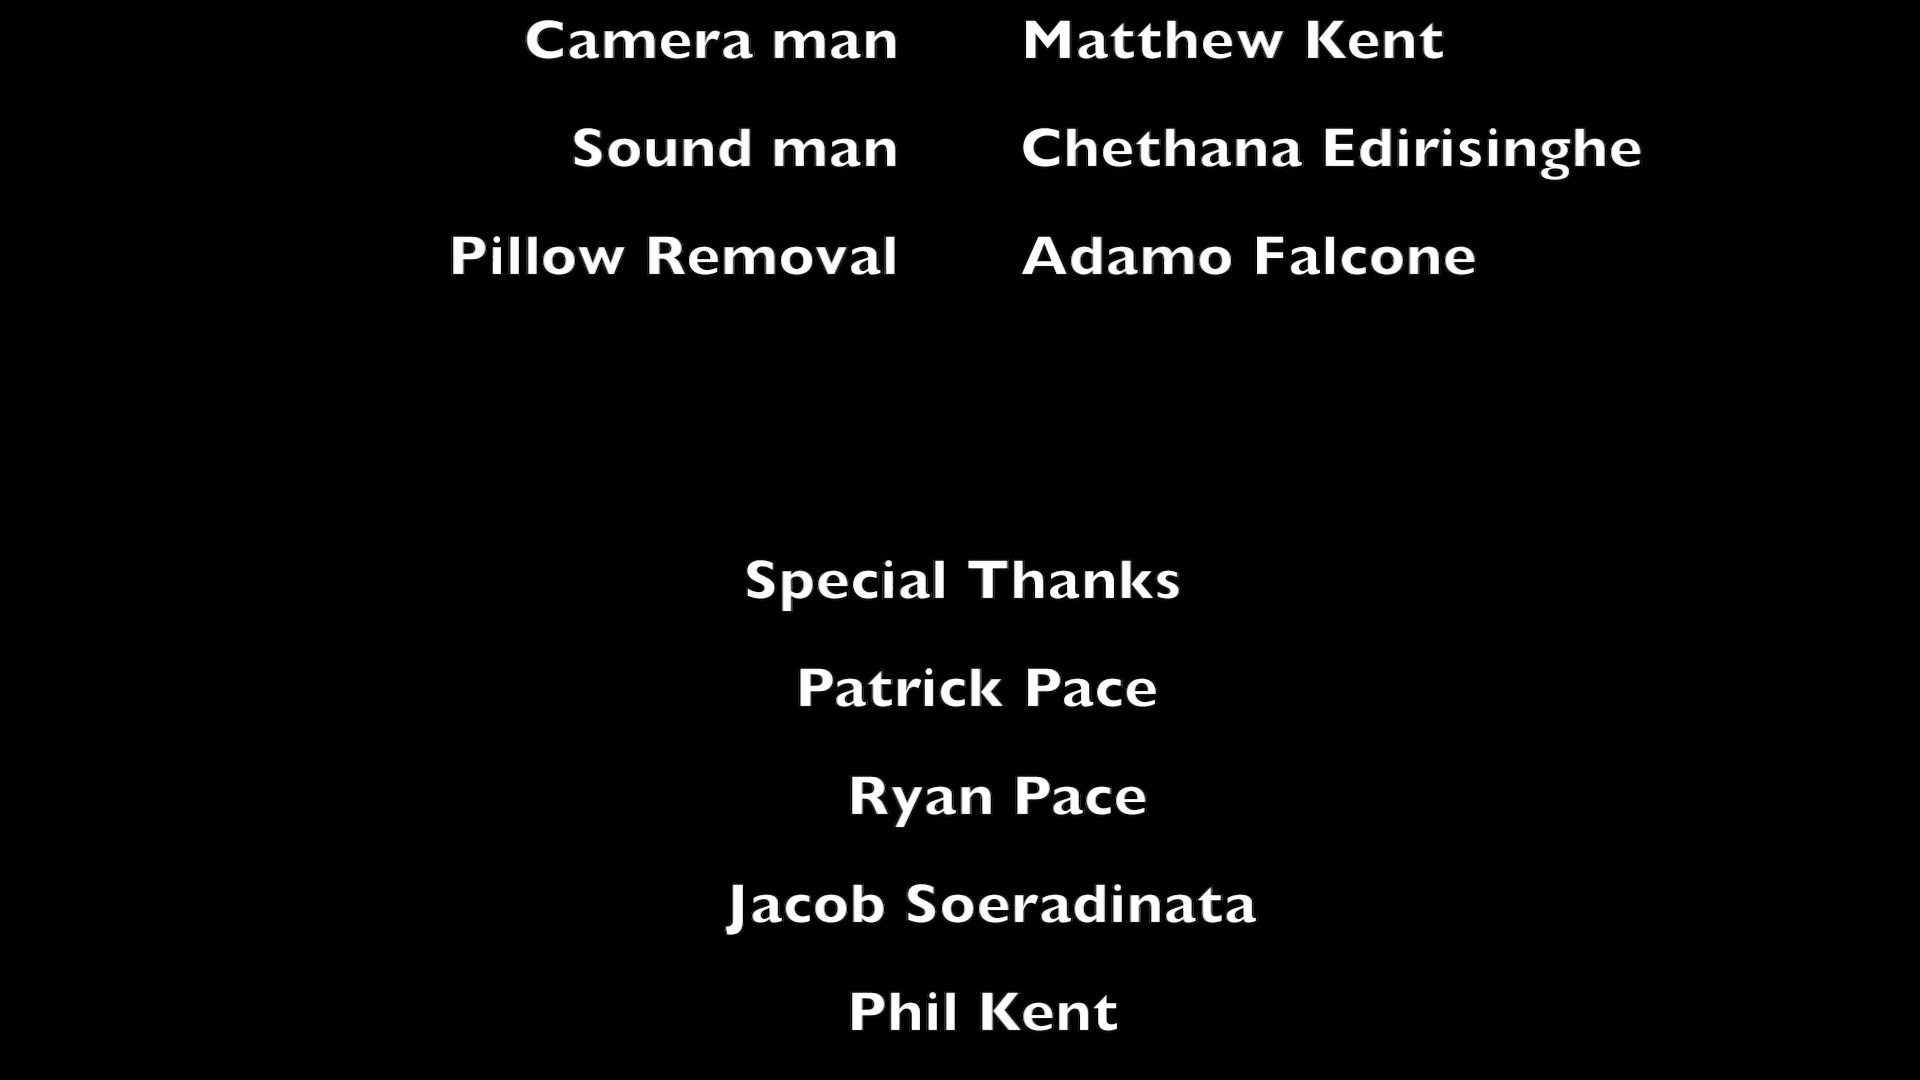 Camera man Matthew Kent
Sound man Chethana Edirisinghe
Pillow Removal Adamo Falcone
Special Thanks
Patrick Pace
Ryan Pace
Jacob Soeradinata
Phil Kent